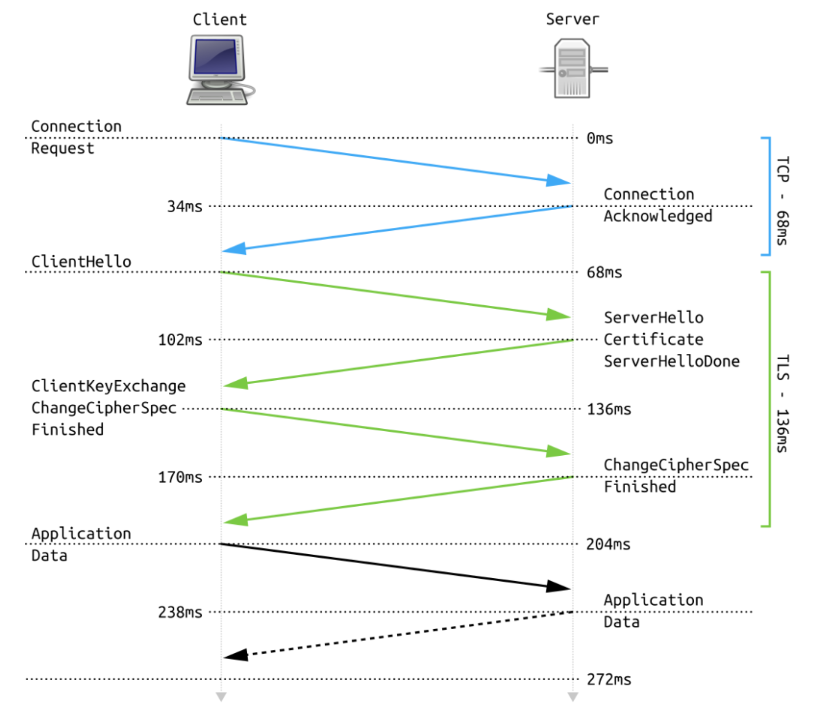 Client
Server
Connection
Request
0ms
34ms
Connection
Acknowledged
TCP - 68ms
ClientHello
68ms
102ms
ServerHello
Certificate
ServerHelloDone
TLS - 136ms
ClientKeyExchange
ChangeCipherSpec
Finished
136ms
170ms
ChangeCipherSpec
Finished
Application
Data
204ms
238ms
Application
Data
272ms